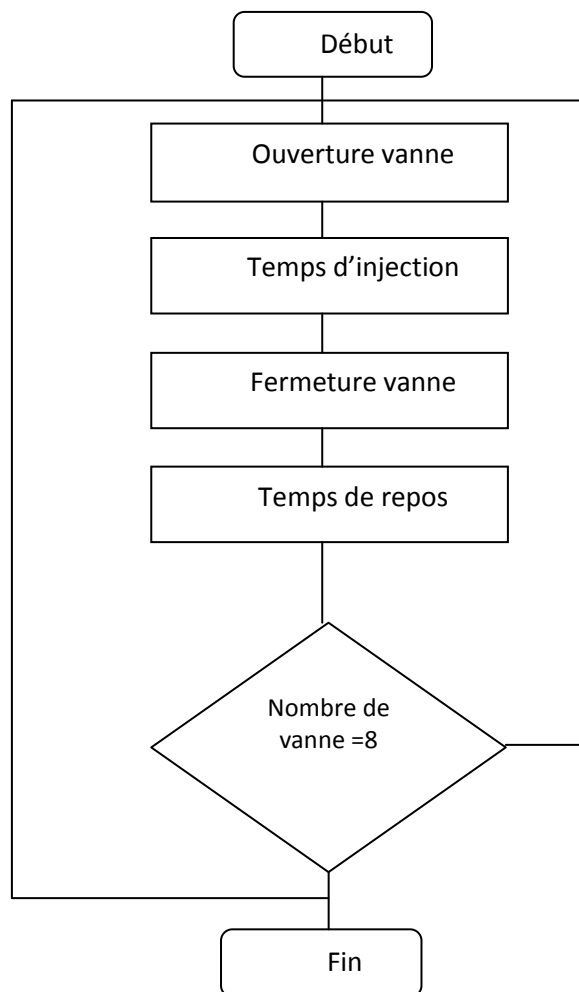 Début
Ouverture vanne
Temps d’injection
Fermeture vanne
Temps de repos
Nombre de
vanne =8
Fin